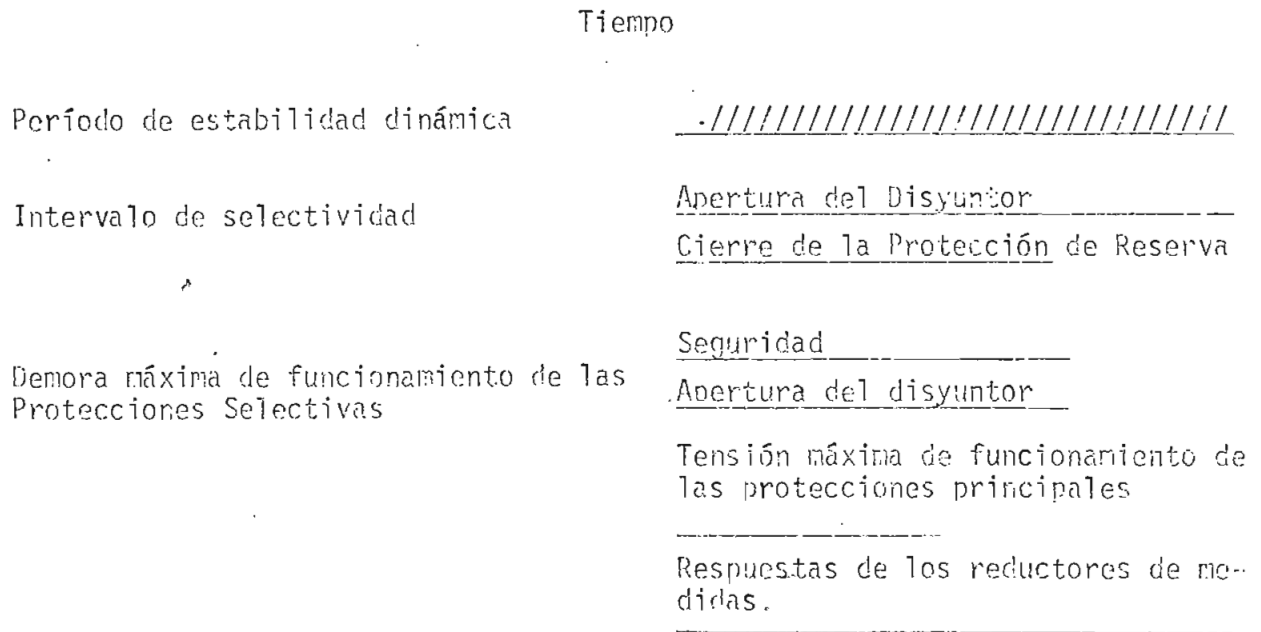 Tiempo
Período de estabilidad dinámica
./////////////////////////////////
Intervalo de selectividad
Apertura del Disyuntor
Cierre de la Protección de Reserva
Demora máxima de funcionamiento de las
Protecciones Selectivas
Seguridad
Apertura del disyuntor
Tensión máxima de funcionamiento de
las protecciones principales
Respuestas de los reductores de me-
didas.